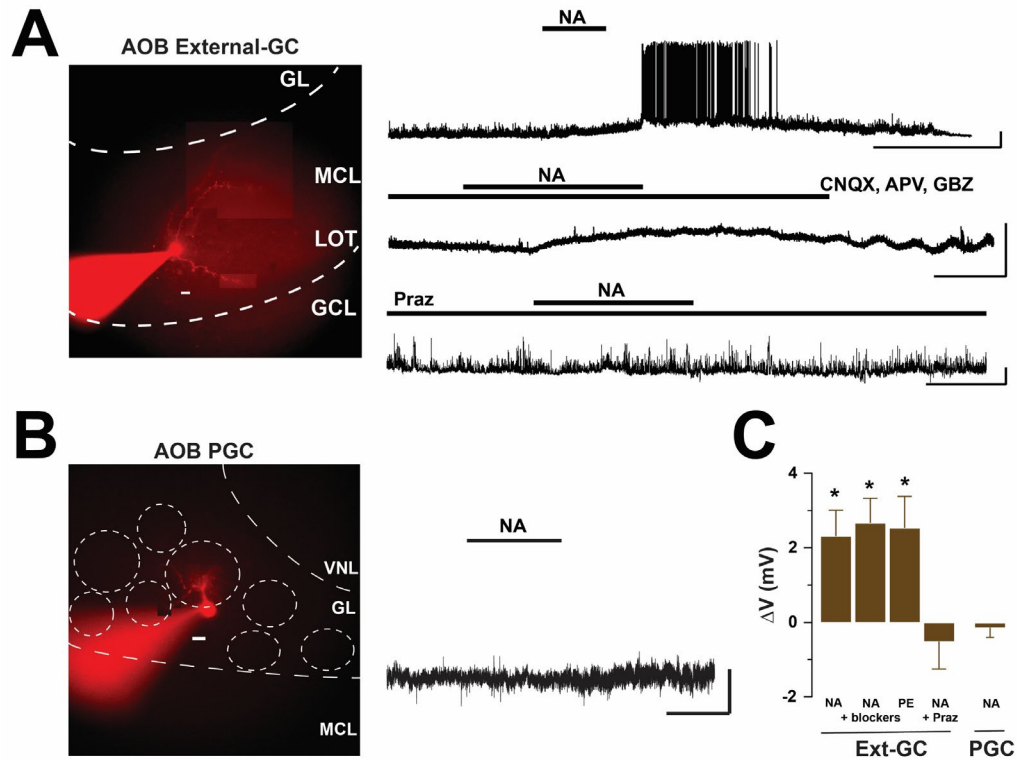 A
AOB External-GC
GL
MCL
LOT
GCL
NA
NA
CNQX, APV, GBZ
Praz
NA
B
AOB PGC
VNL
GL
MCL
NA
C
ΔV (mV)
4
2
0
-2
* * *
NA NA PE NA NA
+ blockers + Praz
Ext-GC PGC